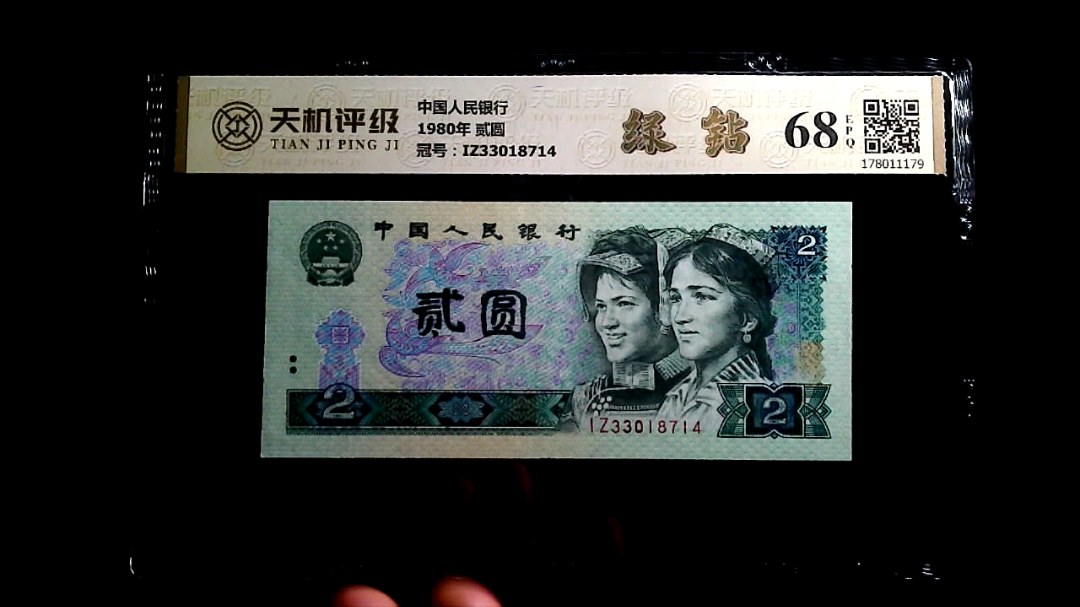 天机评级
TIAN JI PING JI
中国人民银行
1980年 贰圆
冠号：IZ33018714
绿钻
68
EPQ
178011179
中国人民银行
2
贰圆
2
2
IZ33018714